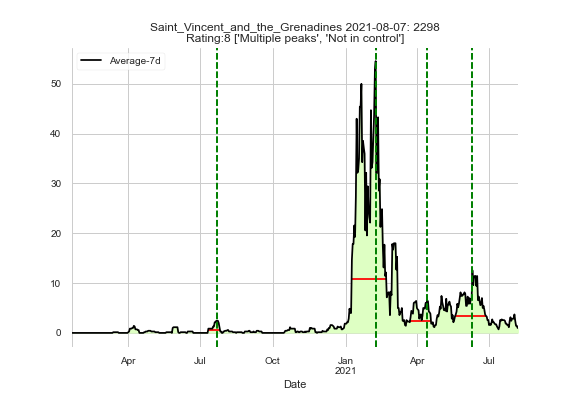 Saint_Vincent_and_the_Grenadines 2021-08-07: 2298
Rating:8 ['Multiple peaks', 'Not in control']
Average-7d
50
40
30
20
10
0
Apr
Jul
Oct
Jan
2021
Apr
Jul
Date